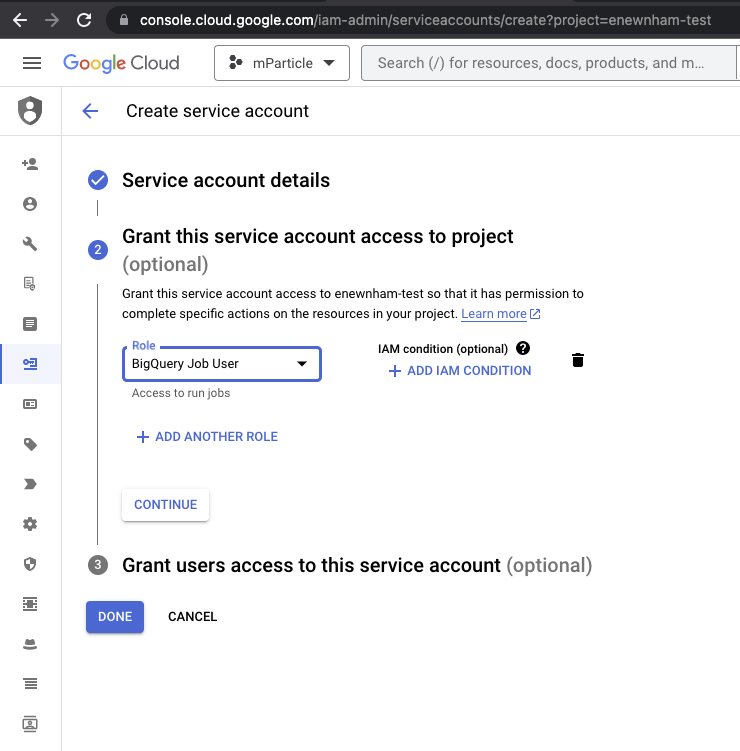 console.cloud.google.com/iam-admin/serviceaccounts/create?project=enewnham-test
Google Cloud
mParticle
Search (/) for resources, docs, products, and m...
Create service account
Service account details
2
Grant this service account access to project
(optional)
Grant this service account access to enewnham-test so that it has permission to
complete specific actions on the resources in your project. Learn more
Role
BigQuery Job User
IAM condition (optional) ?
+ ADD IAM CONDITION
Access to run jobs
+ ADD ANOTHER ROLE
CONTINUE
3
Grant users access to this service account (optional)
DONE
CANCEL